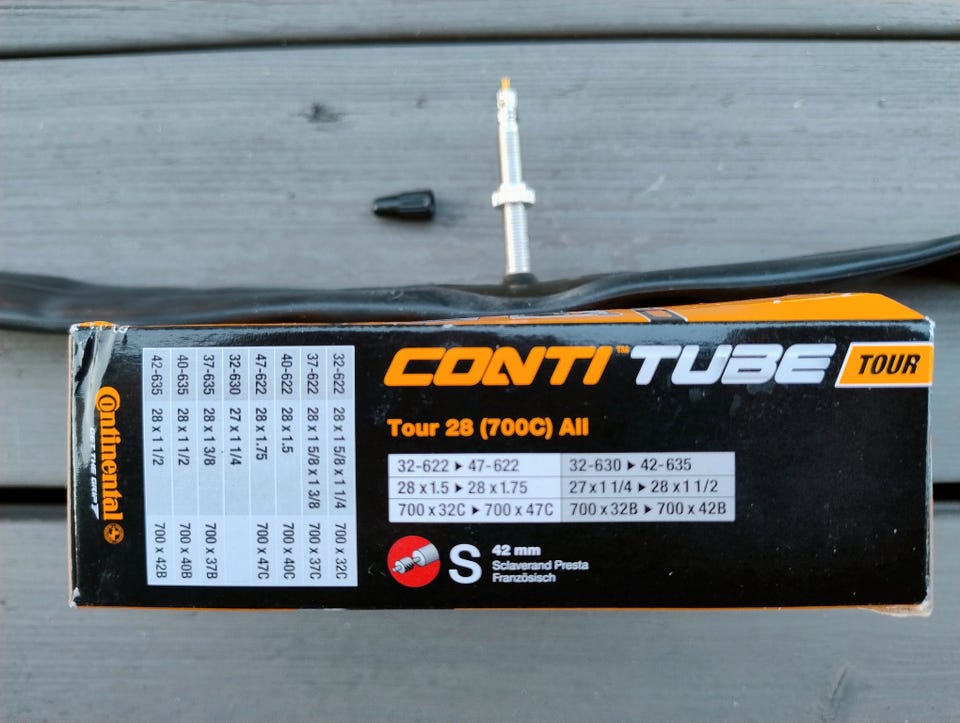 CONTI™ TUBE TOUR
Tour 28 (700C) All
32-622 ▸ 47-622 32-630 ▸ 42-635
28 x 1.5 ▸ 28 x 1.75 27 x 1 1/4 ▸ 28 x 1 1/2
700 x 32C ▸ 700 x 47C 700 x 32B ▸ 700 x 42B
S 42 mm
Sclaverand Presta
Französisch
32-622 28 x 1 5/8 x 1 1/4 700 x 32C
37-622 28 x 1 5/8 x 1 3/8 700 x 37C
40-622 28 x 1.5 700 x 40C
47-622 28 x 1.75 700 x 47C
32-630 27 x 1 1/4
37-635 28 x 1 3/8 700 x 37B
40-635 28 x 1 1/2 700 x 40B
42-635 28 x 1 1/2 700 x 42B
Continental
GET THE GRIP